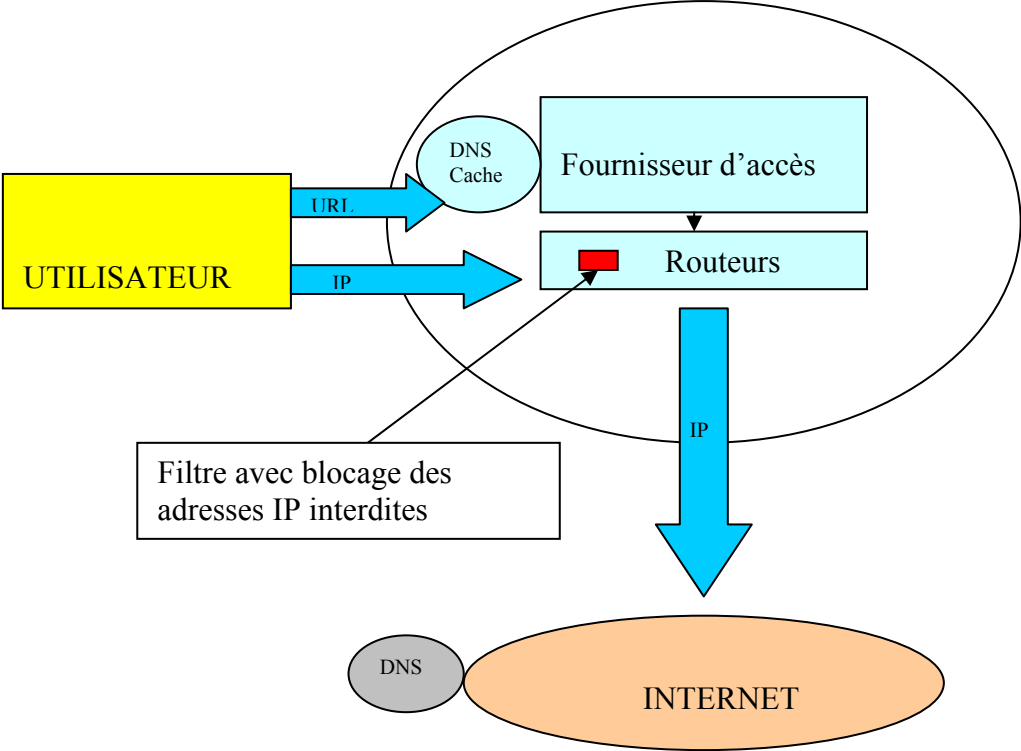 DNS
Cache
Fournisseur d’accès
URL
UTILISATEUR
IP
Routeurs
IP
Filtre avec blocage des
adresses IP interdites
DNS
INTERNET